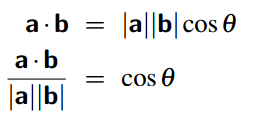 a · b = |a||b| cos θ
a · b / |a||b| = cos θ